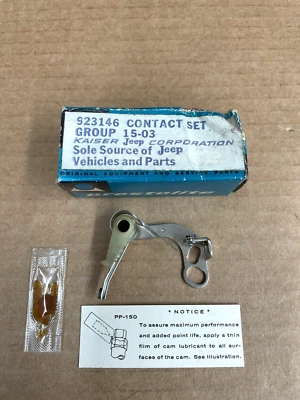 923146 CONTACT SET
GROUP 15-03
KAISER Jeep CORPORATION
Sole Source of Jeep
Vehicles and Parts
ORIGINAL EQUIPMENT AND SERVICE PARTS
prestolite
PP-150
* NOTICE *
To assure maximum performance
and added point life, apply a thin
film of cam lubricant to all sur-
faces of the cam. See illustration.